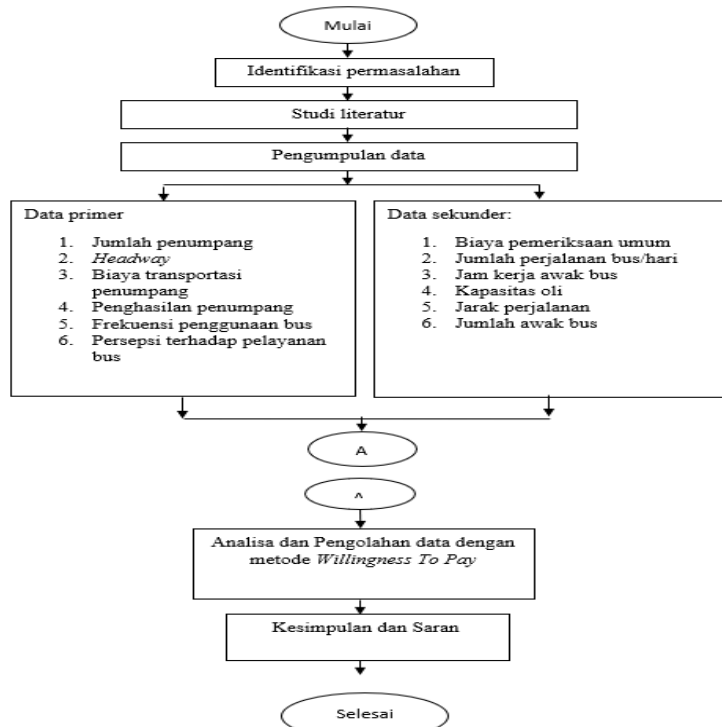 Mulai
Identifikasi permasalahan
Studi literatur
Pengumpulan data
Data primer
1. Jumlah penumpang
2. Headway
3. Biaya transportasi
penumpang
4. Penghasilan penumpang
5. Frekuensi penggunaan bus
6. Persepsi terhadap pelayanan
bus
Data sekunder:
1. Biaya pemeriksaan umum
2. Jumlah perjalanan bus/hari
3. Jam kerja awak bus
4. Kapasitas oli
5. Jarak perjalanan
6. Jumlah awak bus
A
Analisa dan Pengolahan data dengan
metode Willingness To Pay
Kesimpulan dan Saran
Selesai